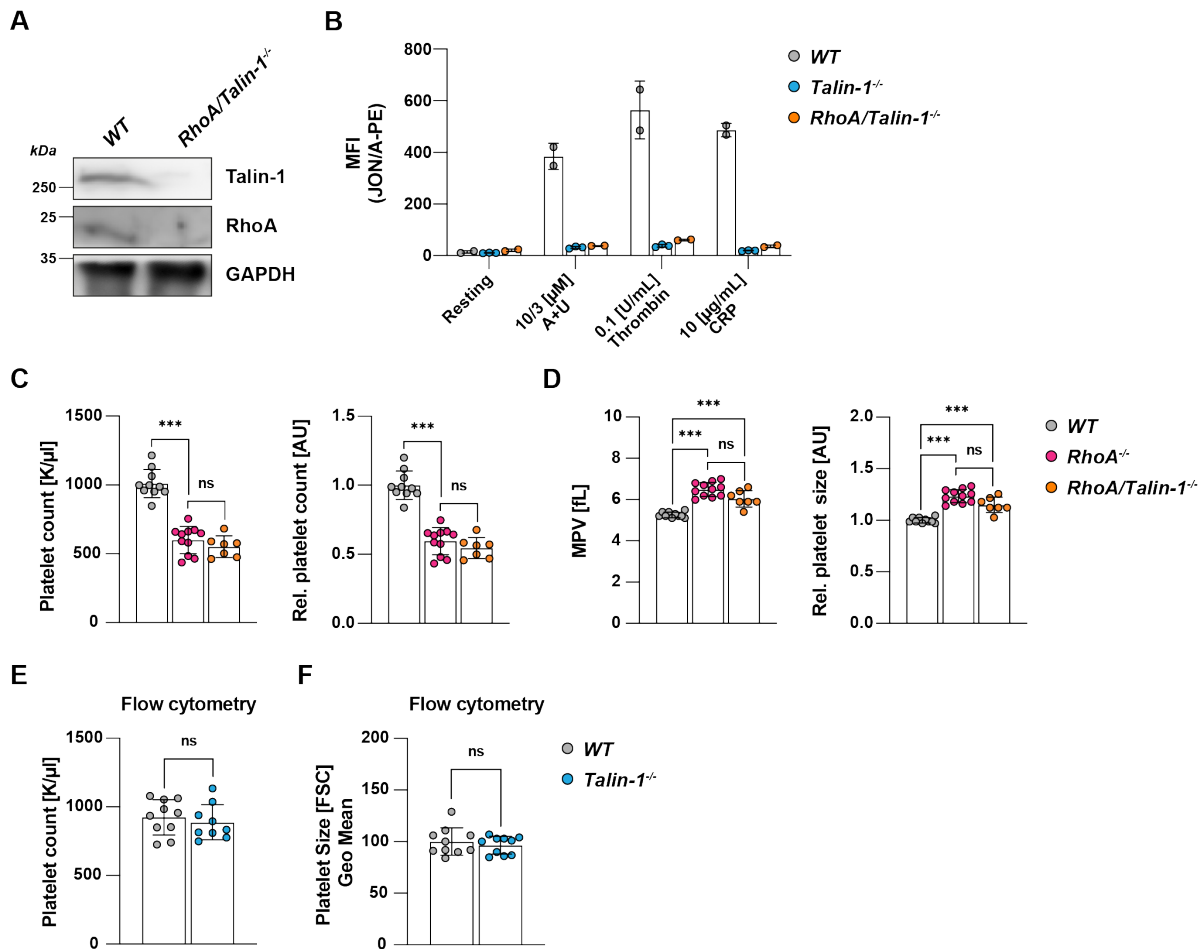 A
WT
RhoA/Talin-1-/-
kDa
250
Talin-1
25
RhoA
35
GAPDH
B
MFI
(JON/A-PE)
800
600
400
200
0
Resting
10/3 [µM]
A+U
0.1 [U/mL]
Thrombin
10 [µg/mL]
CRP
WT
Talin-1-/-
RhoA/Talin-1-/-
C
Platelet count [K/µl]
1500
1000
500
0
***
ns
Rel. platelet count [AU]
1.5
1.0
0.5
0.0
***
ns
D
MPV [fL]
10
8
6
4
2
0
***
***
ns
Rel. platelet size [AU]
2.0
1.5
1.0
0.5
0.0
***
***
ns
WT
RhoA-/-
RhoA/Talin-1-/-
E
Flow cytometry
Platelet count [K/µl]
1500
1000
500
0
ns
F
Flow cytometry
Platelet Size [FSC]
Geo Mean
200
150
100
50
0
ns
WT
Talin-1-/-